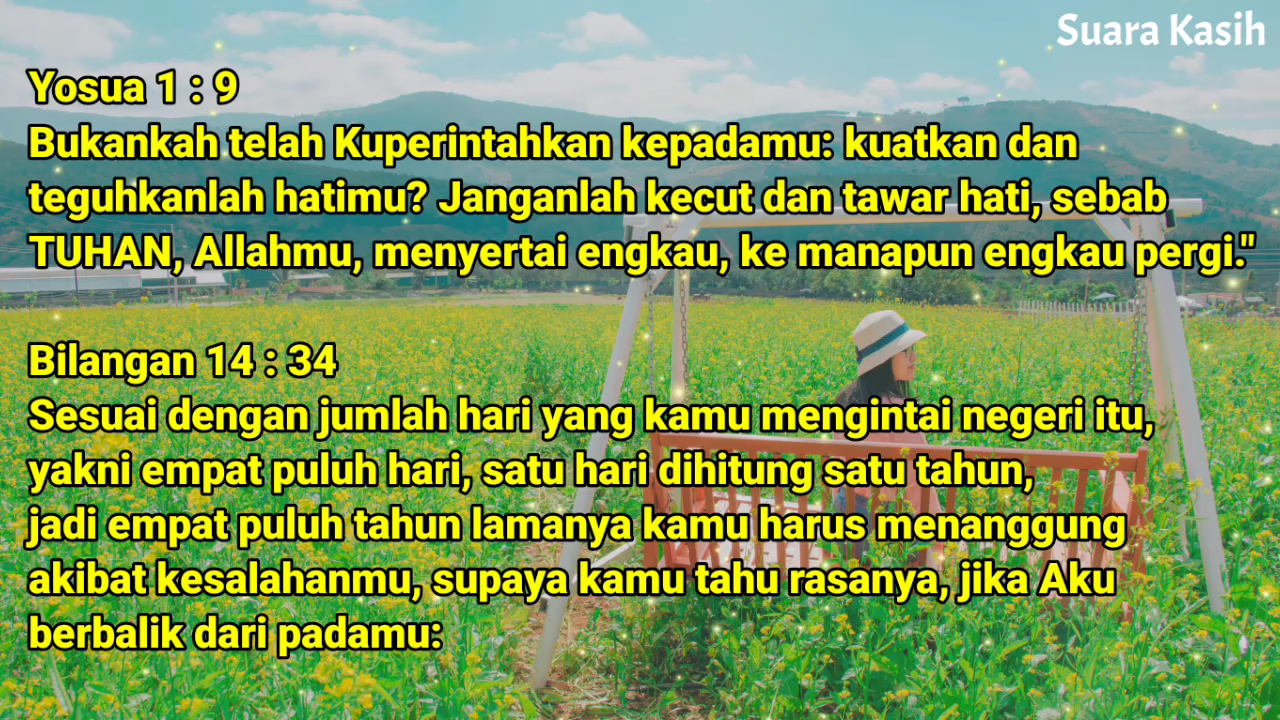 Suara Kasih
Yosua 1 : 9
Bukankah telah Kuperintahkan kepadamu: kuatkan dan
teguhkanlah hatimu? Janganlah kecut dan tawar hati, sebab
TUHAN, Allahmu, menyertai engkau, ke manapun engkau pergi."
Bilangan 14 : 34
Sesuai dengan jumlah hari yang kamu mengintai negeri itu,
yakni empat puluh hari, satu hari dihitung satu tahun,
jadi empat puluh tahun lamanya kamu harus menanggung
akibat kesalahanmu, supaya kamu tahu rasanya, jika Aku
berbalik dari padamu: